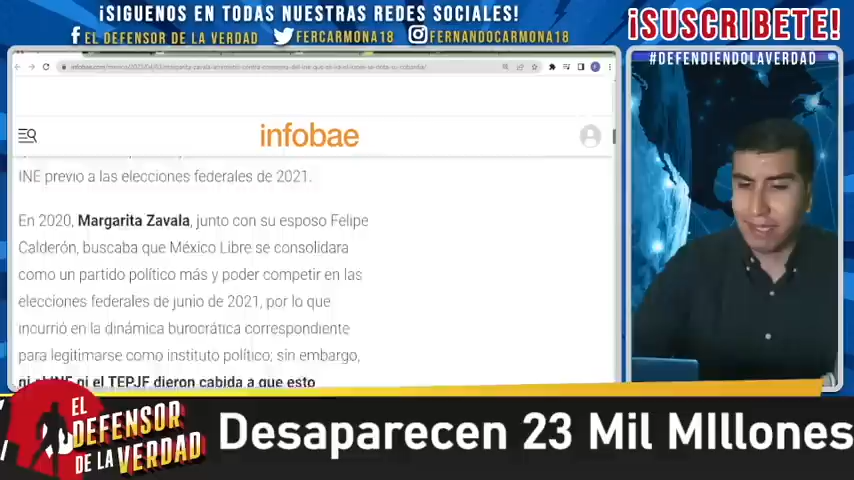 ¡SIGUENOS EN TODAS NUESTRAS REDES SOCIALES!
EL DEFENSOR DE LA VERDAD
FERCARMONA18
FERNANDOCARMONA18
¡SUSCRIBETE!
#DEFENDIENDOLAVERDAD
infobae
INE previo a las elecciones federales de 2021.
En 2020, Margarita Zavala, junto con su esposo Felipe
Calderón, buscaba que México Libre se consolidara
como un partido político más y poder competir en las
elecciones federales de junio de 2021, por lo que
incurrió en la dinámica burocrática correspondiente
para legitimarse como instituto político; sin embargo,
ni el INE ni el TEPJF dieron cabida a que esto
EL DEFENSOR
DE LA VERDAD
Desaparecen 23 Mil MIllones